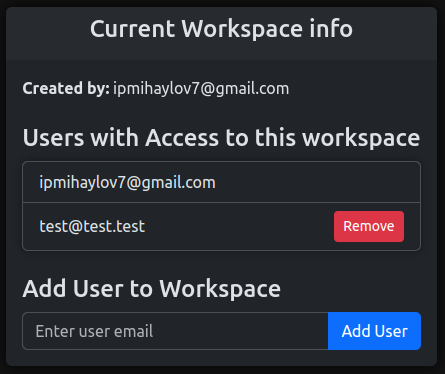 Current Workspace info
Created by: ipmihaylov7@gmail.com
Users with Access to this workspace
ipmihaylov7@gmail.com
test@test.test Remove
Add User to Workspace
Enter user email Add User